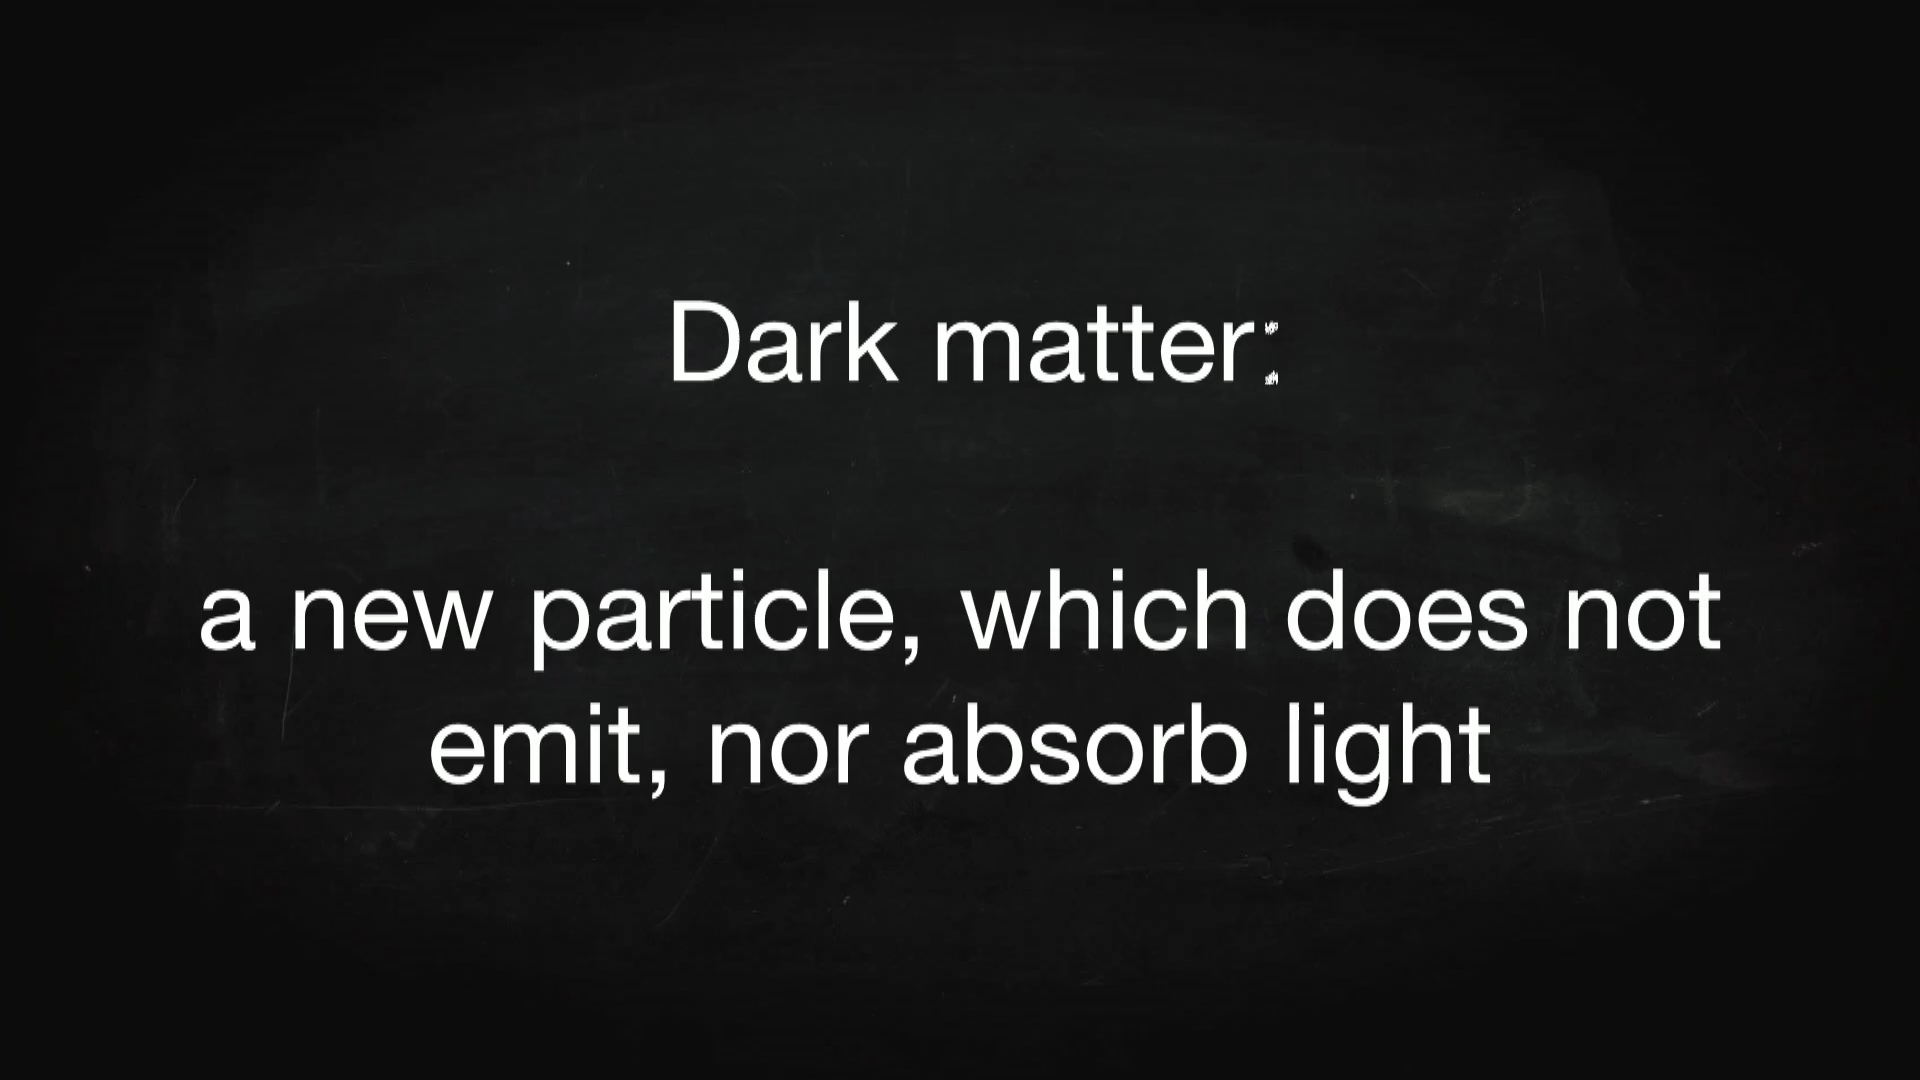 Dark matter:
a new particle, which does not
emit, nor absorb light